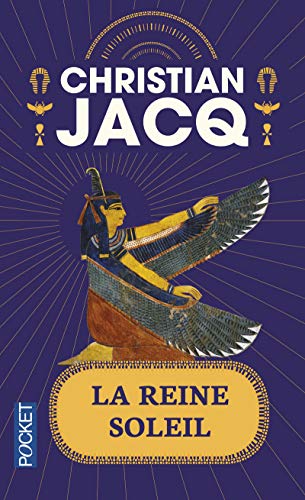 CHRISTIAN
JACQ
LA REINE
SOLEIL
POCKET